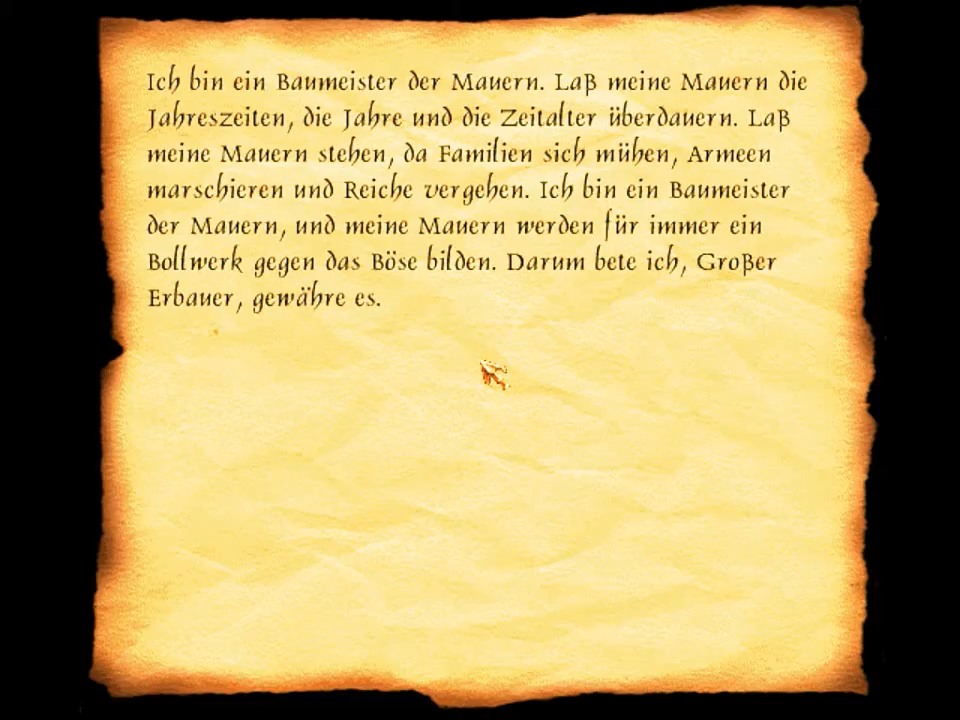 Ich bin ein Baumeister der Mauern. Laß meine Mauern die
Jahreszeiten, die Jahre und die Zeitalter überdauern. Laß
meine Mauern stehen, da Familien sich mühen, Armeen
marschieren und Reiche vergehen. Ich bin ein Baumeister
der Mauern, und meine Mauern werden für immer ein
Bollwerk gegen das Böse bilden. Darum bete ich, Großer
Erbauer, gewähre es.